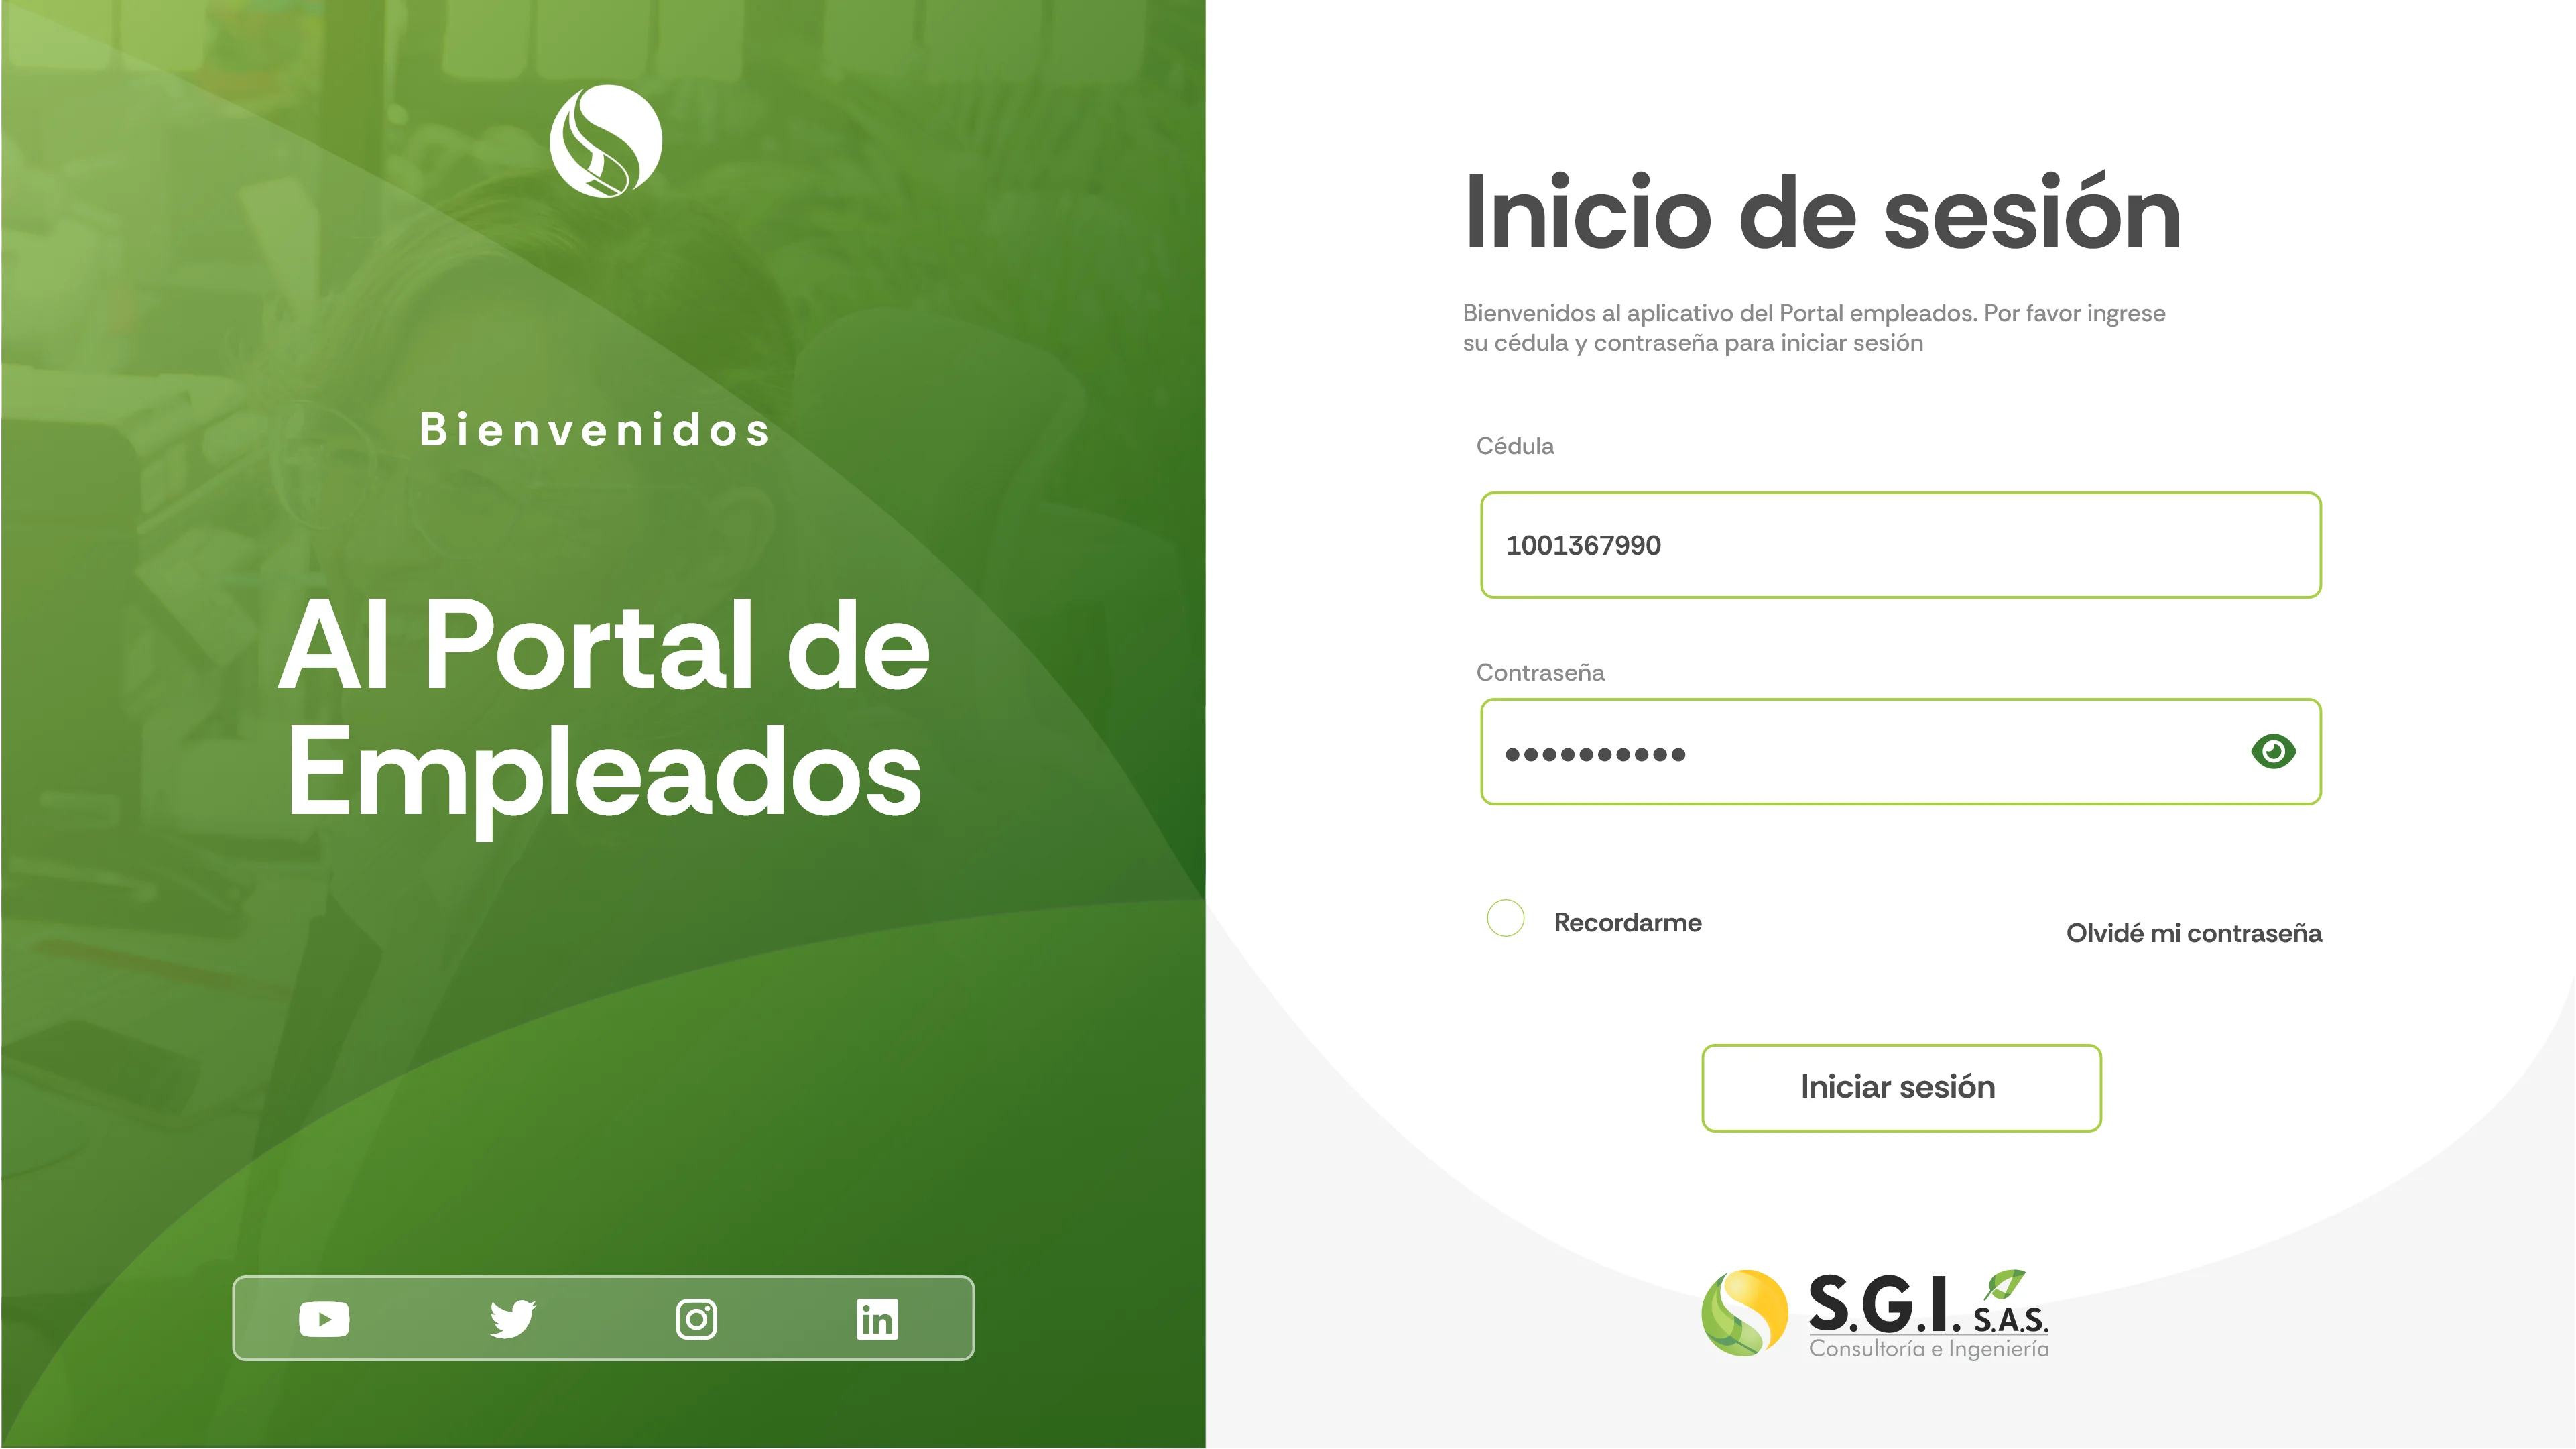 Bienvenidos
Al Portal de
Empleados
Inicio de sesión
Bienvenidos al aplicativo del Portal empleados. Por favor ingrese
su cédula y contraseña para iniciar sesión
Cédula
1001367990
Contraseña
••••••••••
Recordarme
Olvidé mi contraseña
Iniciar sesión
S.G.I. S.A.S.
Consultoría e Ingeniería